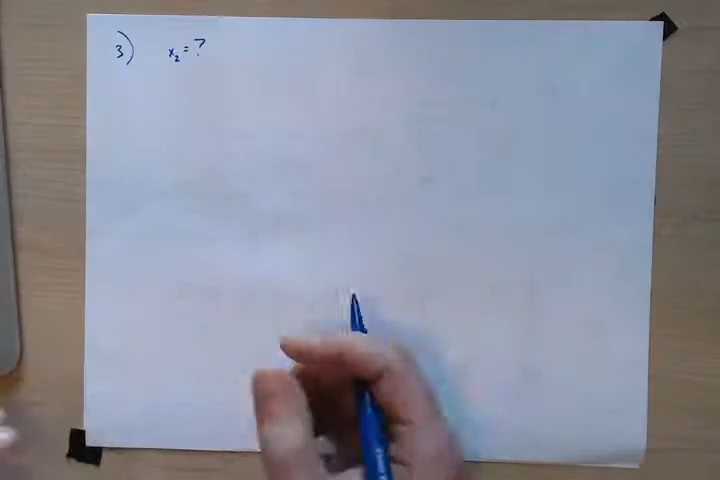 3) x₂ = ?